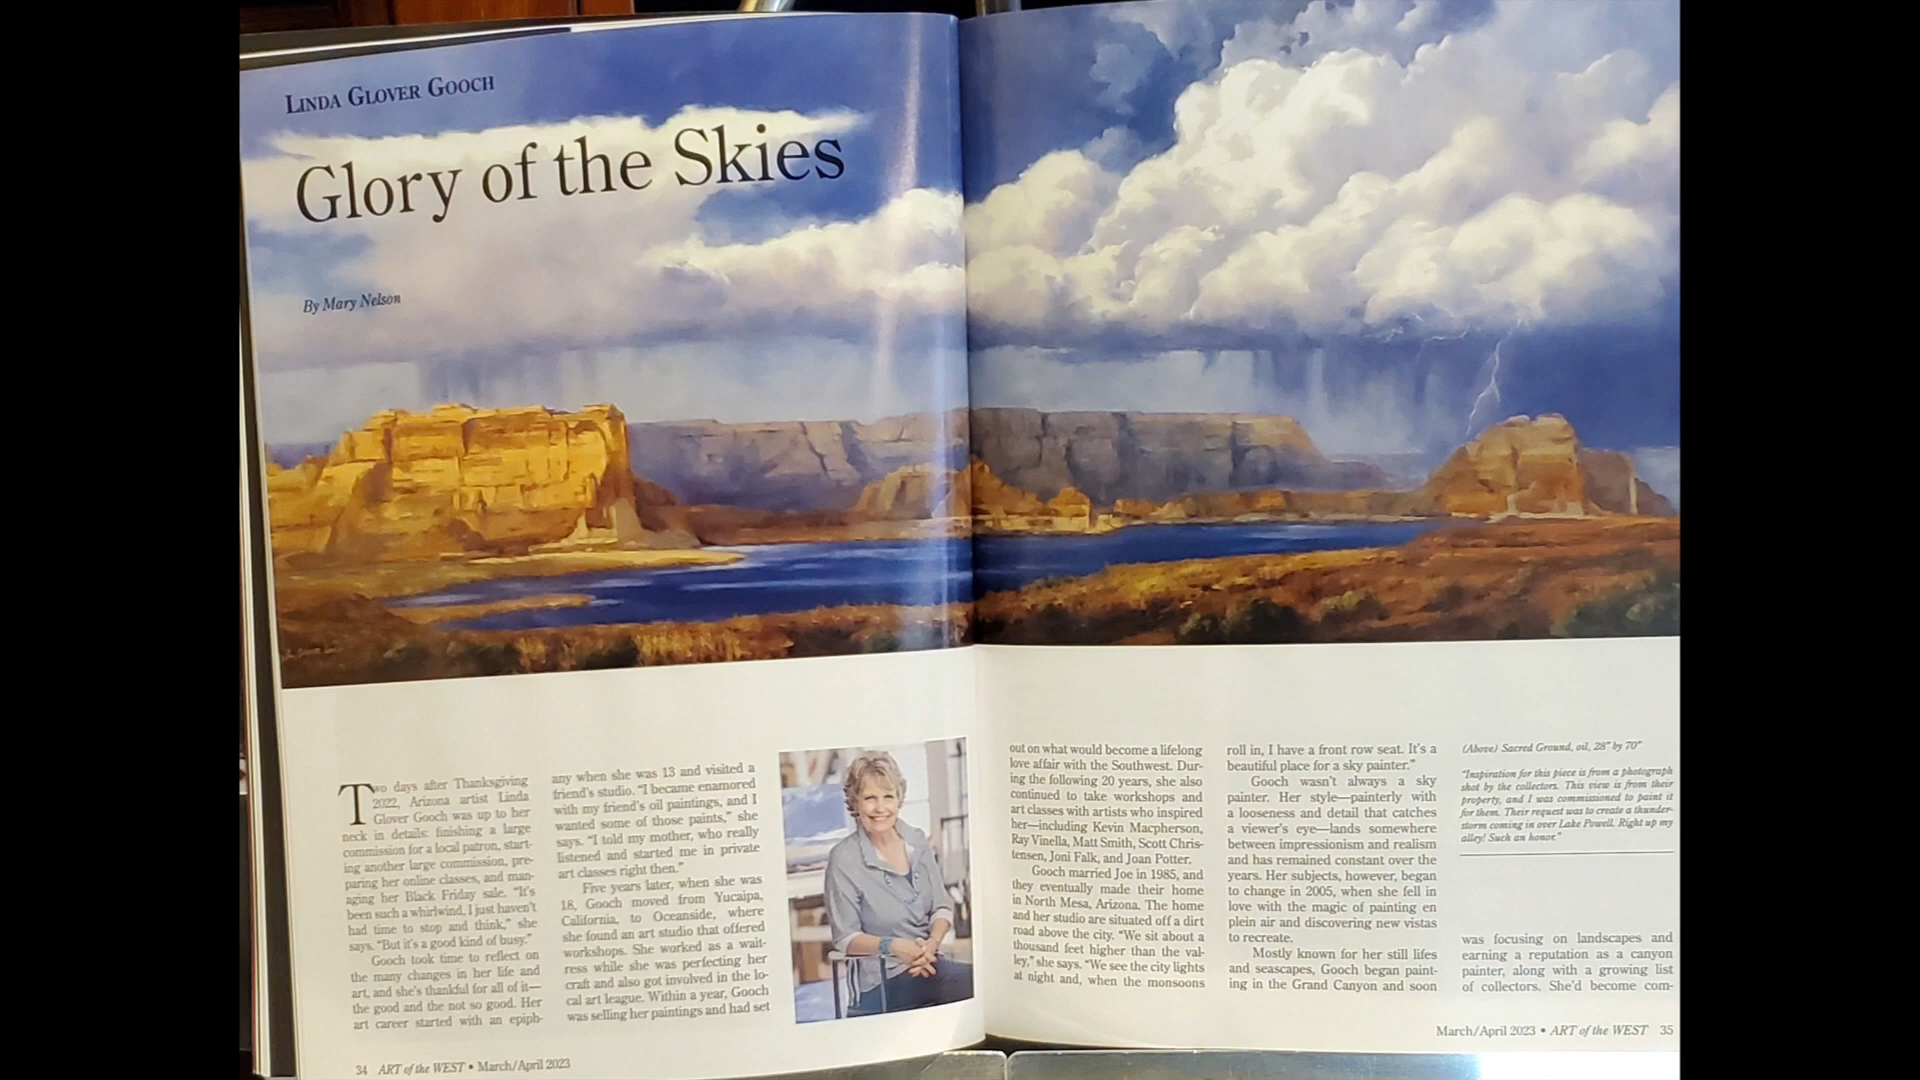 LINDA GLOVER GOOCH
Glory of the Skies
By Mary Nelson
Two days after Thanksgiving
2022, Arizona artist Linda
Glover Gooch was up to her
neck in details: finishing a large
commission for a local patron, start-
ing another large commission, pre-
paring her online classes, and man-
aging her Black Friday sale. “It’s
been such a whirlwind, I just haven’t
had time to stop and think,” she
says. “But it’s a good kind of busy.”
Gooch took time to reflect on
the many changes in her life and
art, and she’s thankful for all of it—
the good and the not so good. Her
art career started with an epiph-
any when she was 13 and visited a
friend’s studio. “I became enamored
with my friend’s oil paintings, and I
wanted some of those paints,” she
says. “I told my mother, who really
listened and started me in private
art classes right then.”
Five years later, when she was
18, Gooch moved from Yucaipa,
California, to Oceanside, where
she found an art studio that offered
workshops. She worked as a wait-
ress while she was perfecting her
craft and also got involved in the lo-
cal art league. Within a year, Gooch
was selling her paintings and had set
34 ART of the WEST • March/April 2023
out on what would become a lifelong
love affair with the Southwest. Dur-
ing the following 20 years, she also
continued to take workshops and
art classes with artists who inspired
her—including Kevin Macpherson,
Ray Vinella, Matt Smith, Scott Chris-
tensen, Joni Falk, and Joan Potter.
Gooch married Joe in 1985, and
they eventually made their home
in North Mesa, Arizona. The home
and her studio are situated off a dirt
road above the city. “We sit about a
thousand feet higher than the val-
ley,” she says. “We see the city lights
at night and, when the monsoons
roll in, I have a front row seat. It’s a
beautiful place for a sky painter.”
Gooch wasn’t always a sky
painter. Her style—painterly with
a looseness and detail that catches
a viewer’s eye—lands somewhere
between impressionism and realism
and has remained constant over the
years. Her subjects, however, began
to change in 2005, when she fell in
love with the magic of painting en
plein air and discovering new vistas
to recreate.
Mostly known for her still lifes
and seascapes, Gooch began paint-
ing in the Grand Canyon and soon
(Above) Sacred Ground, oil, 28” by 70”
“Inspiration for this piece is from a photograph
shot by the collectors. This view is from their
property, and I was commissioned to paint it
for them. Their request was to create a thunder-
storm coming in over Lake Powell. Right up my
alley! Such an honor.”
was focusing on landscapes and
earning a reputation as a canyon
painter, along with a growing list
of collectors. She’d become com-
March/April 2023 • ART of the WEST 35